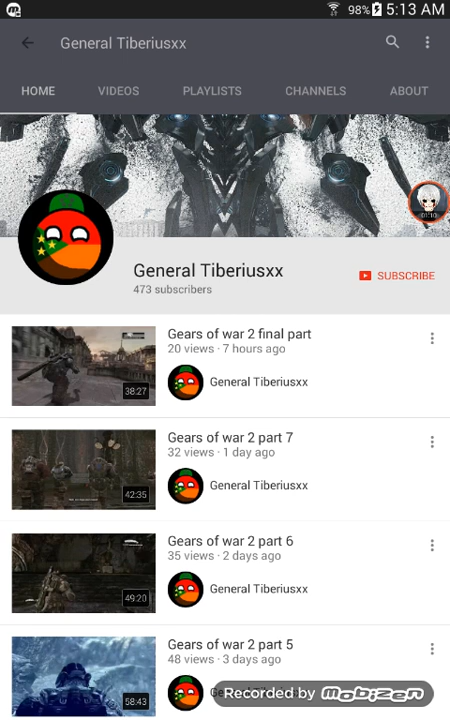 98% 5:13 AM
General Tiberiusxx
HOME VIDEOS PLAYLISTS CHANNELS ABOUT
01:10
General Tiberiusxx
473 subscribers
SUBSCRIBE
Gears of war 2 final part
20 views · 7 hours ago
General Tiberiusxx
38:27
Gears of war 2 part 7
32 views · 1 day ago
General Tiberiusxx
42:35
Gears of war 2 part 6
35 views · 2 days ago
General Tiberiusxx
49:20
Gears of war 2 part 5
48 views · 3 days ago
58:43
Recorded by Mobizen